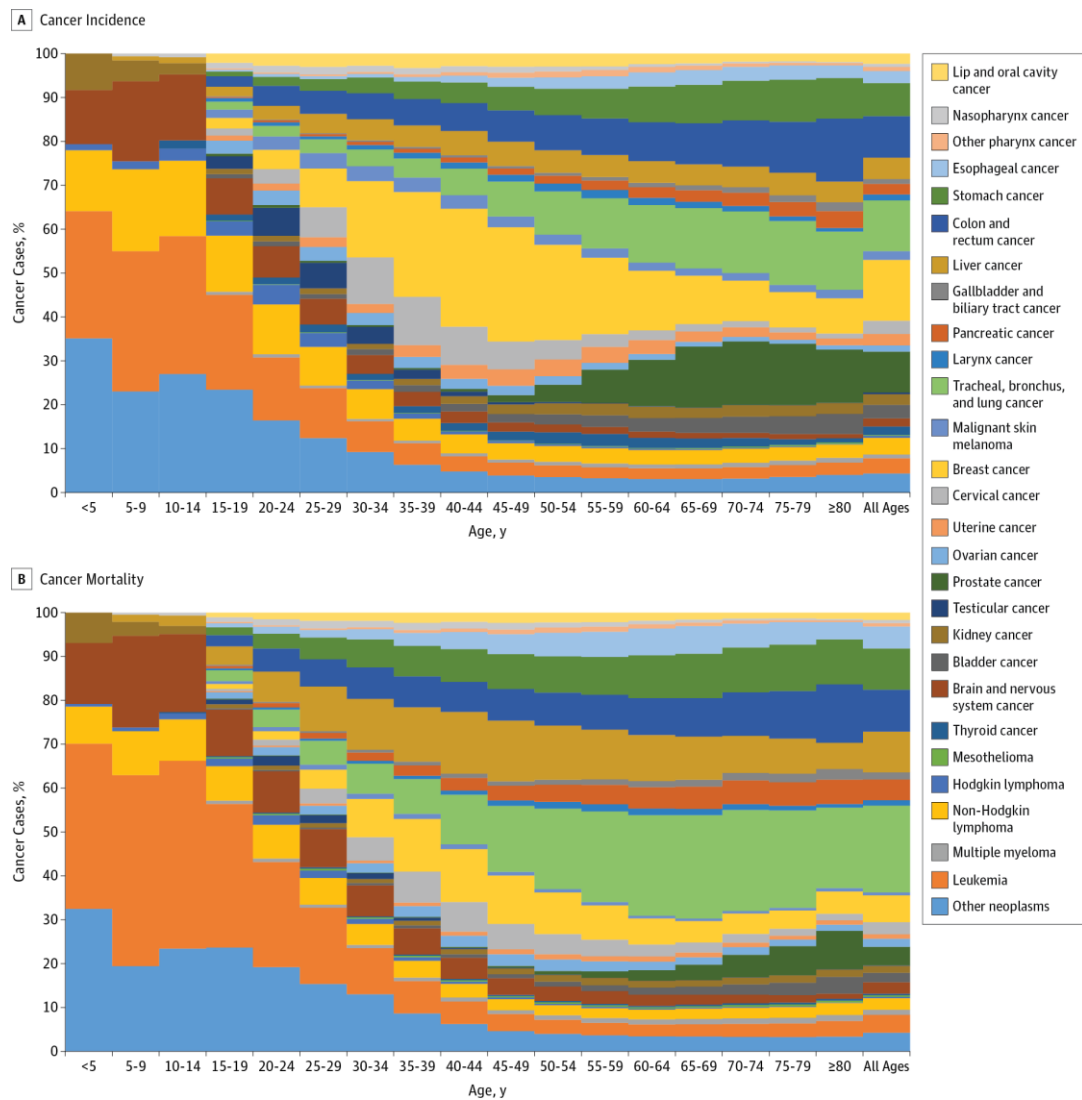 A Cancer Incidence
100
90
80
70
60
50
40
30
20
10
0
Cancer Cases, %
<5 5-9 10-14 15-19 20-24 25-29 30-34 35-39 40-44 45-49 50-54 55-59 60-64 65-69 70-74 75-79 ≥80 All Ages
Age, y
B Cancer Mortality
100
90
80
70
60
50
40
30
20
10
0
Cancer Cases, %
<5 5-9 10-14 15-19 20-24 25-29 30-34 35-39 40-44 45-49 50-54 55-59 60-64 65-69 70-74 75-79 ≥80 All Ages
Age, y
Lip and oral cavity
cancer
Nasopharynx cancer
Other pharynx cancer
Esophageal cancer
Stomach cancer
Colon and
rectum cancer
Liver cancer
Gallbladder and
biliary tract cancer
Pancreatic cancer
Larynx cancer
Tracheal, bronchus,
and lung cancer
Malignant skin
melanoma
Breast cancer
Cervical cancer
Uterine cancer
Ovarian cancer
Prostate cancer
Testicular cancer
Kidney cancer
Bladder cancer
Brain and nervous
system cancer
Thyroid cancer
Mesothelioma
Hodgkin lymphoma
Non-Hodgkin
lymphoma
Multiple myeloma
Leukemia
Other neoplasms